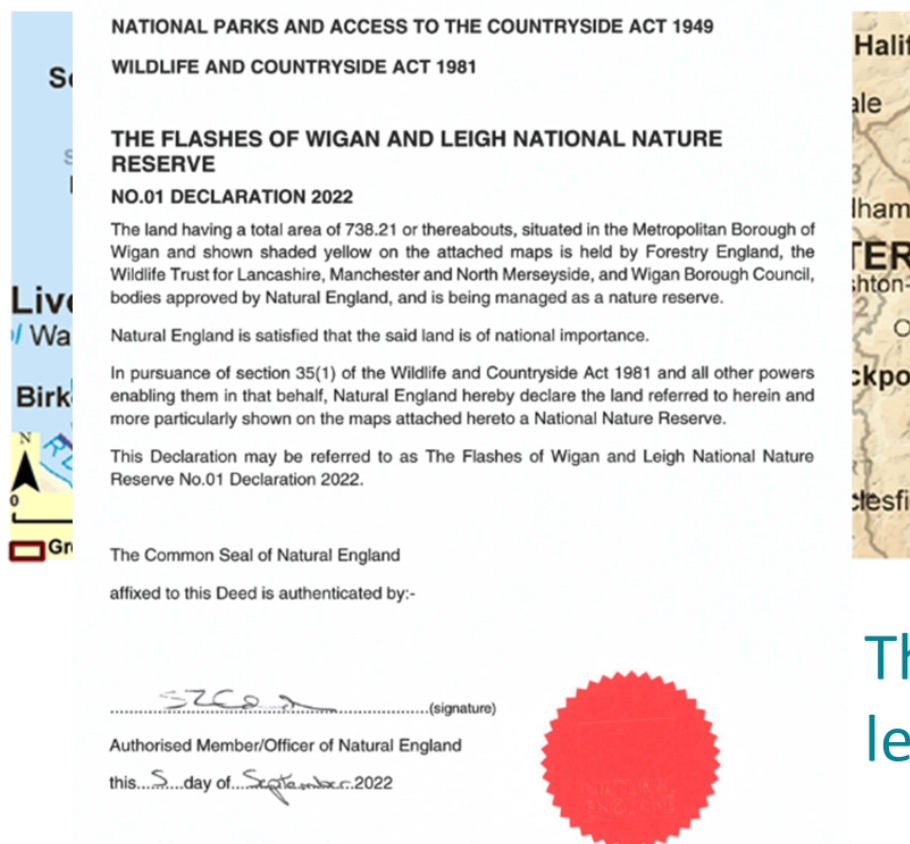 NATIONAL PARKS AND ACCESS TO THE COUNTRYSIDE ACT 1949
WILDLIFE AND COUNTRYSIDE ACT 1981
THE FLASHES OF WIGAN AND LEIGH NATIONAL NATURE
RESERVE
NO.01 DECLARATION 2022
The land having a total area of 738.21 or thereabouts, situated in the Metropolitan Borough of
Wigan and shown shaded yellow on the attached maps is held by Forestry England, the
Wildlife Trust for Lancashire, Manchester and North Merseyside, and Wigan Borough Council,
bodies approved by Natural England, and is being managed as a nature reserve.
Natural England is satisfied that the said land is of national importance.
In pursuance of section 35(1) of the Wildlife and Countryside Act 1981 and all other powers
enabling them in that behalf, Natural England hereby declare the land referred to herein and
more particularly shown on the maps attached hereto a National Nature Reserve.
This Declaration may be referred to as The Flashes of Wigan and Leigh National Nature
Reserve No.01 Declaration 2022.
The Common Seal of Natural England
affixed to this Deed is authenticated by:-
(signature)
Authorised Member/Officer of Natural England
this.....5....day of....September..2022
Liv
Wa
Birk
N
0
Gr
Halif
ale
lham
TER
shton-
ckpo
lesfi
Th
le